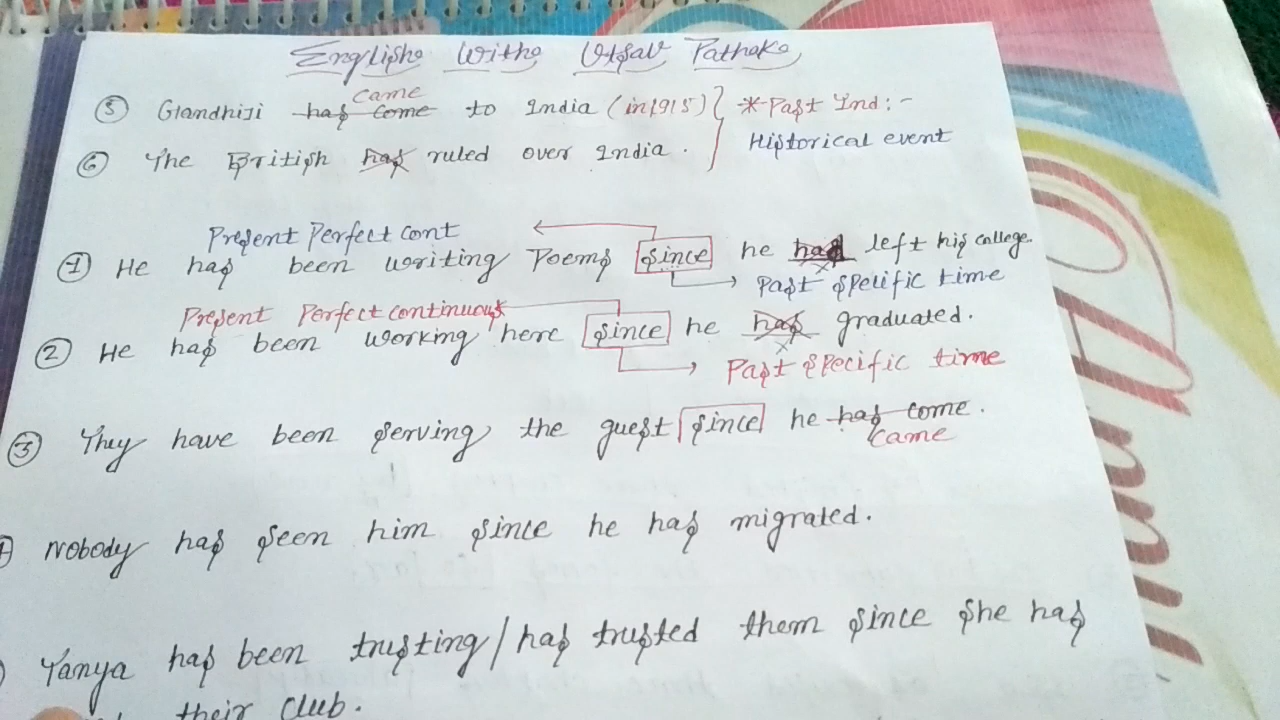 English With Utsav Pathak
came
⑤ Gandhiji has come to India (in 1915) } *Past Ind:-
⑥ The British has ruled over India. Historical event
Present Perfect cont
① He has been writing Poems since he had left his college.
Past specific time
Present Perfect continuous
② He has been working here since he has graduated.
Past specific time
③ They have been serving the guest since he has come.
came
Nobody has seen him since he has migrated.
Tanya has been trusting/has trusted them since she has
their club.